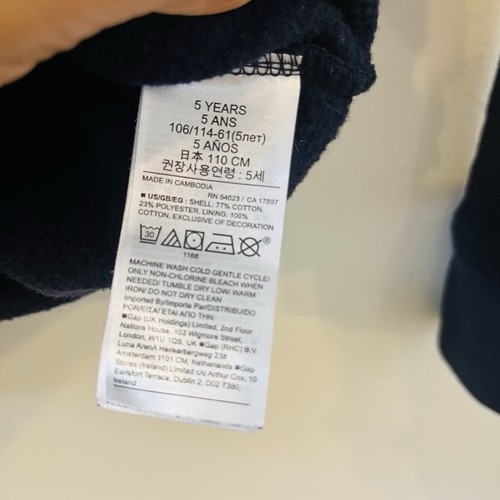 5 YEARS
5 ANS
106/114-61(5лет)
5 AÑOS
日本 110 CM
권장사용연령 : 5세
MADE IN CAMBODIA
RN 54023 / CA 17897
■ US/GB/EG : SHELL: 77% COTTON,
23% POLYESTER, LINING: 100%
COTTON, EXCLUSIVE OF DECORATION
30
1166
MACHINE WASH COLD GENTLE CYCLE/
ONLY NON-CHLORINE BLEACH WHEN
NEEDED/ TUMBLE DRY LOW/ WARM
IRON/ DO NOT DRY CLEAN
Imported By/Importé Par/DISTRIBUIDO
POR/ΕΙΣΑΓΕΤΑΙ ΑΠΟ ΤΗΝ:
■Gap (UK Holdings) Limited, 2nd Floor
Nations House, 103 Wigmore Street,
London, W1U 1QS. UK ■Gap (RHC) B.V.
Luna ArenA Herikerbergweg 238
Amsterdam 1101 CM, Netherlands ■Gap
Stores (Ireland) Limited c/o Arthur Cox, 10
Earlsfort Terrace, Dublin 2, D02 T380,
Ireland